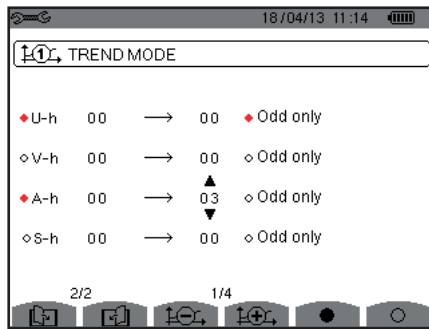 18/04/13 11:14
1 TREND MODE
U-h 00 → 00 Odd only
V-h 00 → 00 Odd only
A-h 00 → 03 Odd only
S-h 00 → 00 Odd only
2/2 1/4